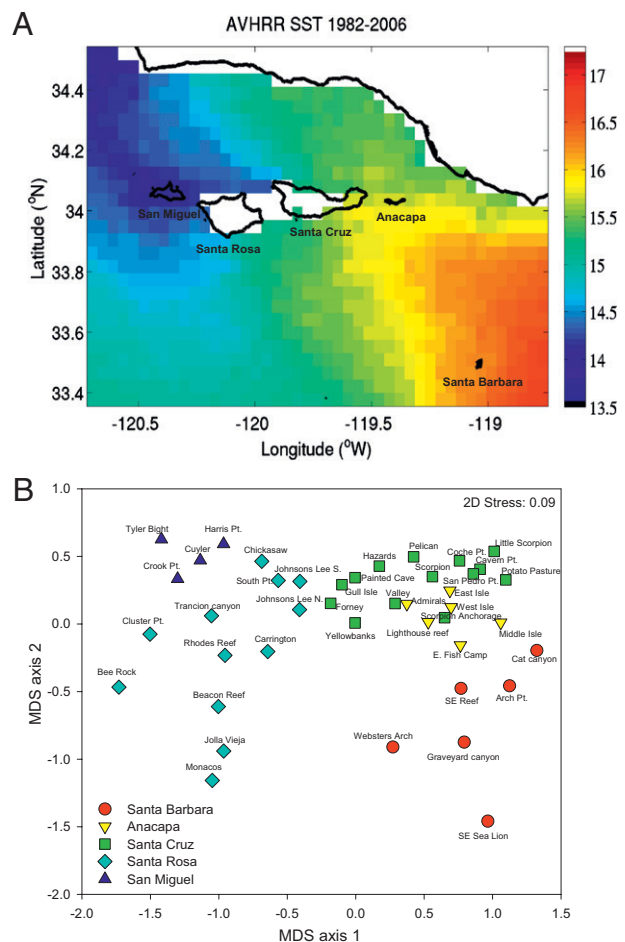 A
AVHRR SST 1982-2006
34.4
34.2
34
33.8
33.6
33.4
Latitude (°N)
San Miguel
Santa Rosa
Santa Cruz
Anacapa
Santa Barbara
-120.5
-120
-119.5
-119
Longitude (°W)
17
16.5
16
15.5
15
14.5
14
13.5
B
2D Stress: 0.09
1.0
0.5
0.0
-0.5
-1.0
-1.5
-2.0
MDS axis 2
Tyler Bight
Harris Pt.
Cuyler
Crook Pt.
Chickasaw
South Pt.
Johnsons Lee S.
Johnsons Lee N.
Trancion canyon
Cluster Pt.
Rhodes Reef
Carrington
Bee Rock
Beacon Reef
Jolla Vieja
Monacos
Hazards
Pelican
Painted Cave
Scorpion
Coche Pt.
Little Scorpion
Cavern Pt.
Potato Pasture
San Pedro Pt.
Gull Isle
Valley
East Isle
Forney
Admirals
West Isle
Scorpion Anchorage
Yellowbanks
Lighthouse reef
Middle Isle
E. Fish Camp
Cat canyon
SE Reef
Arch Pt.
Websters Arch
Graveyard canyon
SE Sea Lion
Santa Barbara
Anacapa
Santa Cruz
Santa Rosa
San Miguel
-2.0
-1.5
-1.0
-0.5
0.0
0.5
1.0
1.5
MDS axis 1